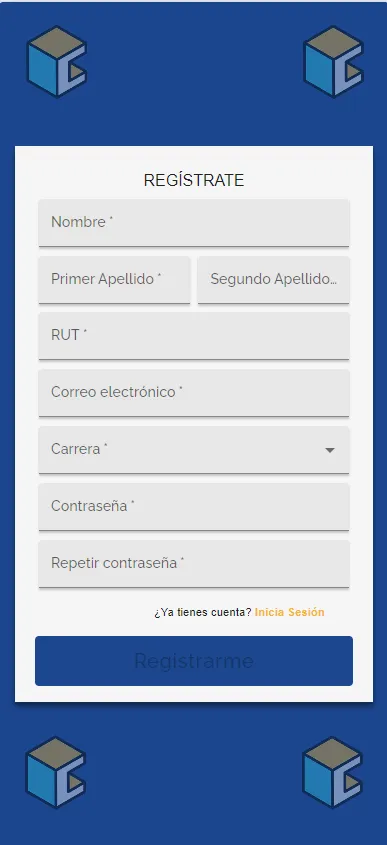 REGÍSTRATE
Nombre *
Primer Apellido * Segundo Apellido...
RUT *
Correo electrónico *
Carrera *
Contraseña *
Repetir contraseña *
¿Ya tienes cuenta? Inicia Sesión
Registrarme